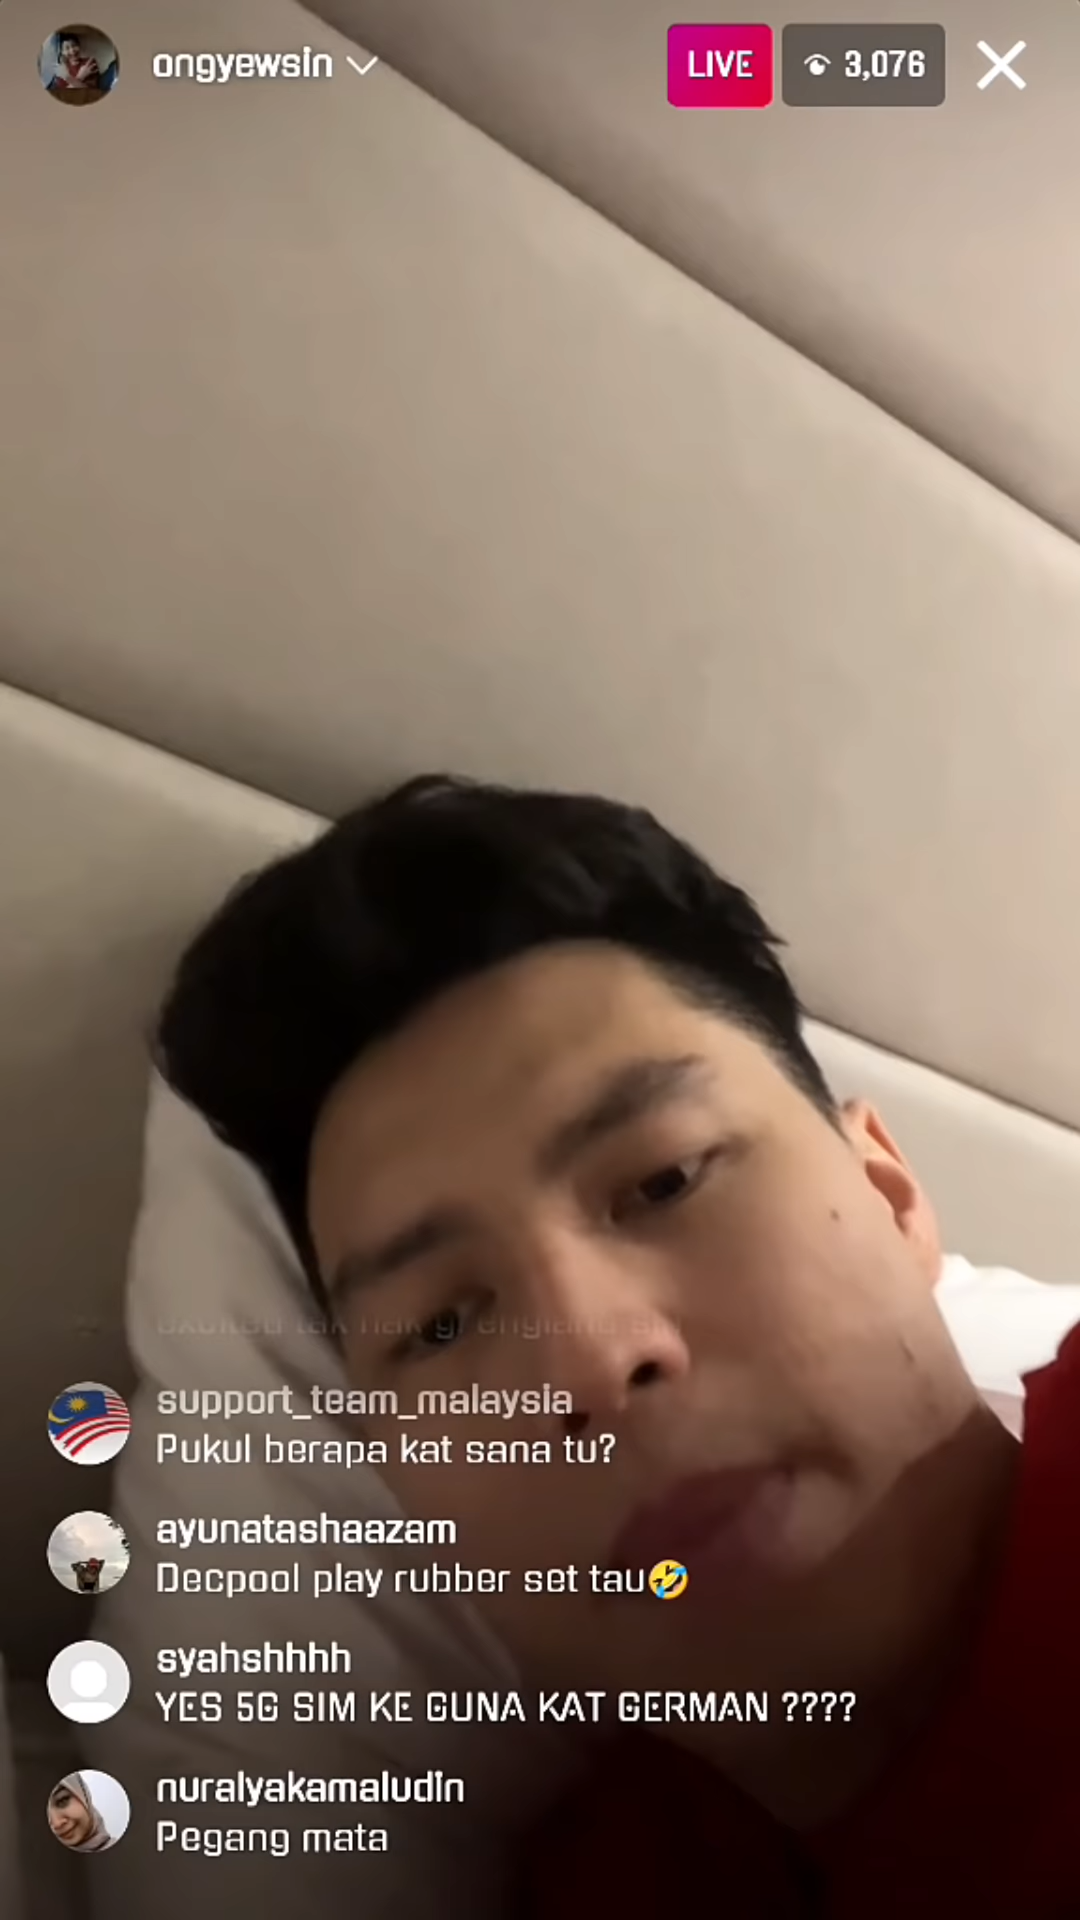 ongyewsin
LIVE
3,076
support_team_malaysia
Pukul berapa kat sana tu?
ayunatashaazam
Decpool play rubber set tau🤣
syahshhhh
YES 5G SIM KE GUNA KAT GERMAN ????
nuralyakamaludin
Pegang mata